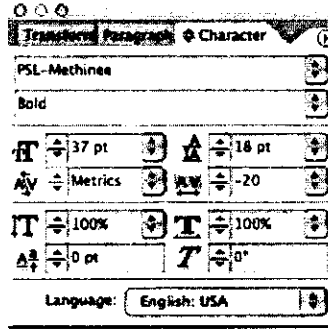 Transform Paragraph Character
PSL-Methinee
Bold
37 pt 18 pt
Metrics -20
100% 100%
0 pt 0°
Language: English: USA